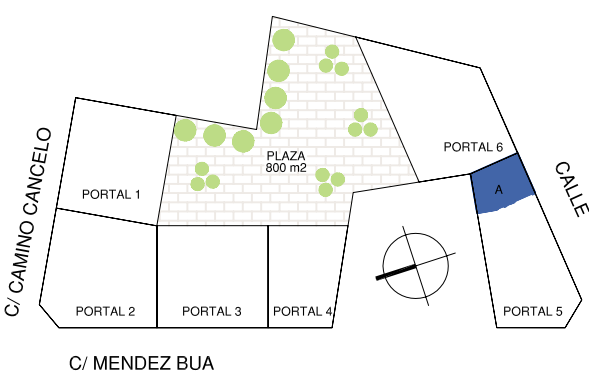 PORTAL 6
PLAZA
800 m2
CALLE
A
PORTAL 1
C/ CAMINO CANCELO
PORTAL 2
PORTAL 3
PORTAL 4
PORTAL 5
C/ MENDEZ BUA